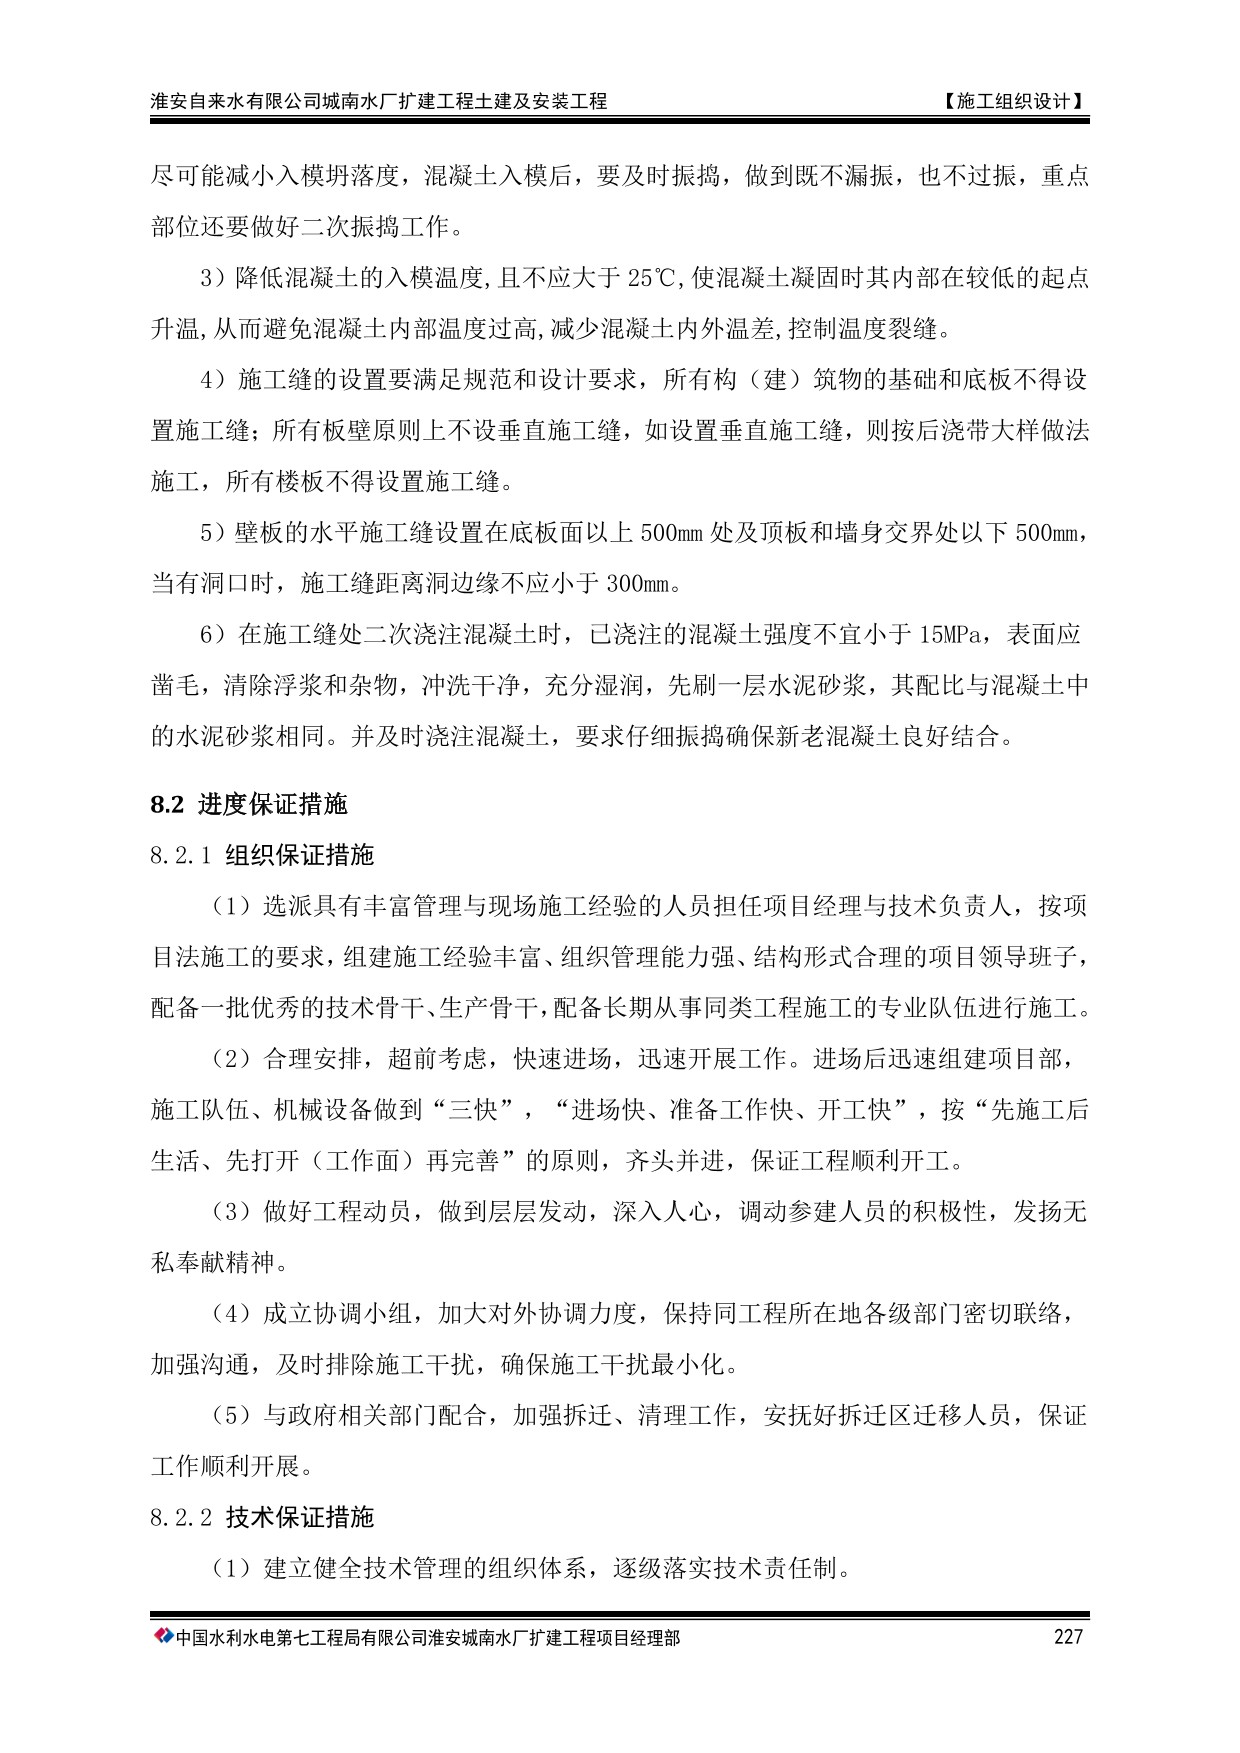 淮安自来水有限公司城南水厂扩建工程土建及安装工程 【施工组织设计】
尽可能减小入模坍落度，混凝土入模后，要及时振捣，做到既不漏振，也不过振，重点
部位还要做好二次振捣工作。
3）降低混凝土的入模温度,且不应大于 25℃,使混凝土凝固时其内部在较低的起点
升温,从而避免混凝土内部温度过高,减少混凝土内外温差,控制温度裂缝。
4）施工缝的设置要满足规范和设计要求，所有构（建）筑物的基础和底板不得设
置施工缝；所有板壁原则上不设垂直施工缝，如设置垂直施工缝，则按后浇带大样做法
施工，所有楼板不得设置施工缝。
5）壁板的水平施工缝设置在底板面以上 500mm 处及顶板和墙身交界处以下 500mm，
当有洞口时，施工缝距离洞边缘不应小于 300mm。
6）在施工缝处二次浇注混凝土时，已浇注的混凝土强度不宜小于 15MPa，表面应
凿毛，清除浮浆和杂物，冲洗干净，充分湿润，先刷一层水泥砂浆，其配比与混凝土中
的水泥砂浆相同。并及时浇注混凝土，要求仔细振捣确保新老混凝土良好结合。
8.2 进度保证措施
8.2.1 组织保证措施
（1）选派具有丰富管理与现场施工经验的人员担任项目经理与技术负责人，按项
目法施工的要求，组建施工经验丰富、组织管理能力强、结构形式合理的项目领导班子，
配备一批优秀的技术骨干、生产骨干，配备长期从事同类工程施工的专业队伍进行施工。
（2）合理安排，超前考虑，快速进场，迅速开展工作。进场后迅速组建项目部，
施工队伍、机械设备做到“三快”，“进场快、准备工作快、开工快”，按“先施工后
生活、先打开（工作面）再完善”的原则，齐头并进，保证工程顺利开工。
（3）做好工程动员，做到层层发动，深入人心，调动参建人员的积极性，发扬无
私奉献精神。
（4）成立协调小组，加大对外协调力度，保持同工程所在地各级部门密切联络，
加强沟通，及时排除施工干扰，确保施工干扰最小化。
（5）与政府相关部门配合，加强拆迁、清理工作，安抚好拆迁区迁移人员，保证
工作顺利开展。
8.2.2 技术保证措施
（1）建立健全技术管理的组织体系，逐级落实技术责任制。
中国水利水电第七工程局有限公司淮安城南水厂扩建工程项目经理部 227